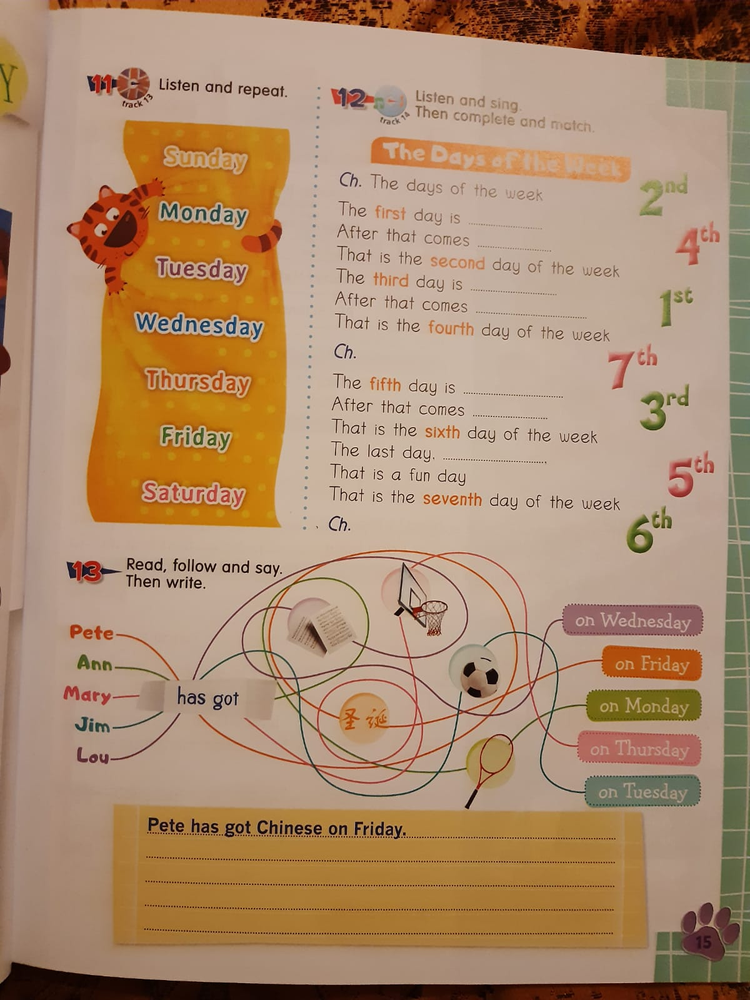 Y
11
track 13
Listen and repeat.
Sunday
Monday
Tuesday
Wednesday
Thursday
Friday
Saturday
12
track 14
Listen and sing.
Then complete and match.
The Days of the Week
Ch. The days of the week
The first day is
After that comes
That is the second day of the week
The third day is
After that comes
That is the fourth day of the week
Ch.
The fifth day is
After that comes
That is the sixth day of the week
The last day,
That is a fun day
That is the seventh day of the week
Ch.
2nd
4th
1st
7th
3rd
5th
6th
13
Read, follow and say.
Then write.
Pete
Ann
Mary
Jim
Lou
has got
圣诞
on Wednesday
on Friday
on Monday
on Thursday
on Tuesday
Pete has got Chinese on Friday.
15